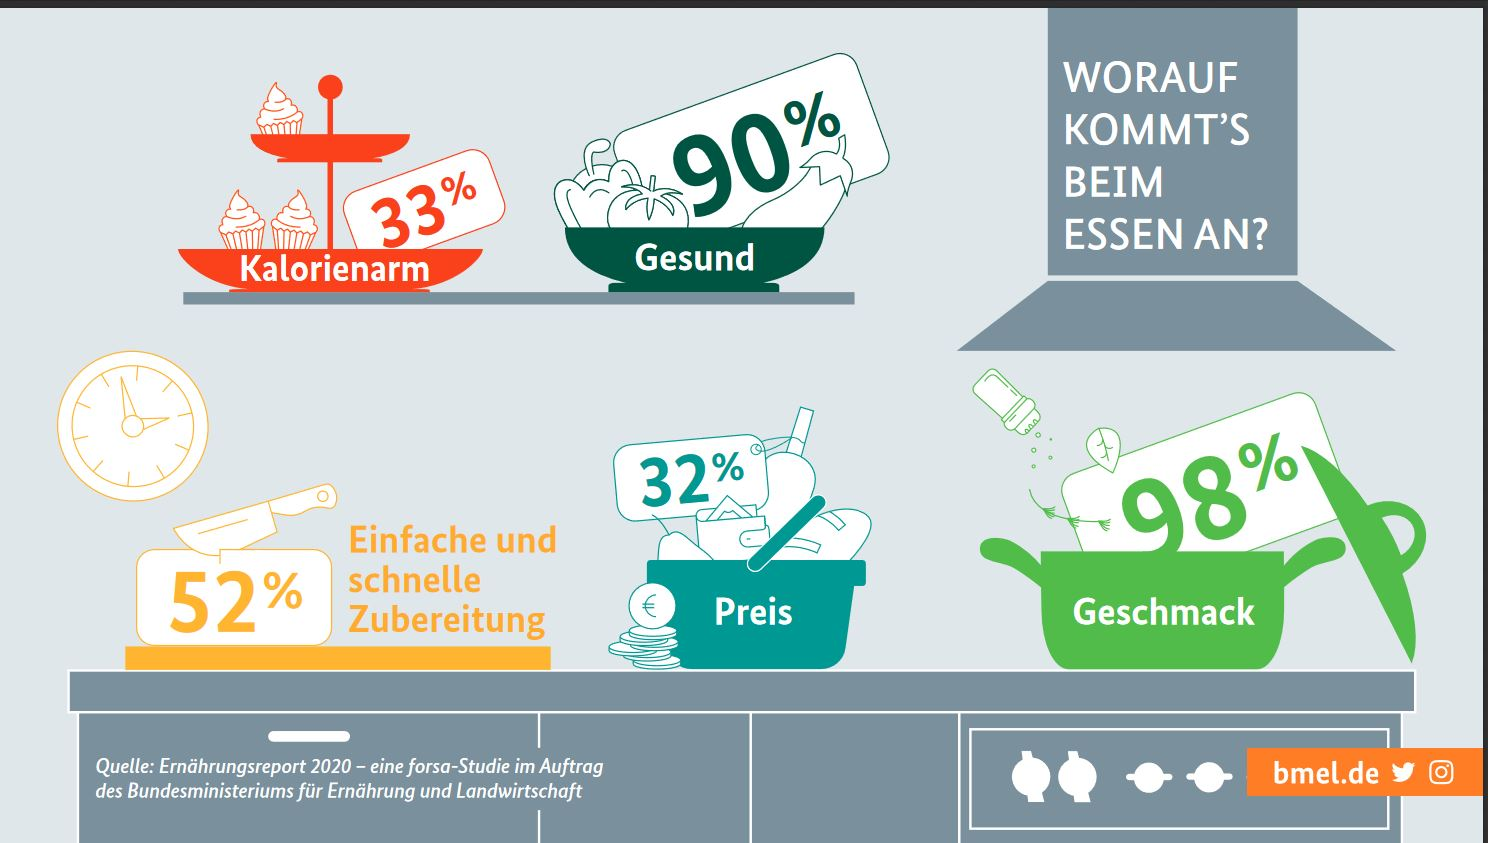 WORAUF
KOMMT’S
BEIM
ESSEN AN?
33%
Kalorienarm
90%
Gesund
52%
Einfache und
schnelle
Zubereitung
32%
€
Preis
98%
Geschmack
Quelle: Ernährungsreport 2020 – eine forsa-Studie im Auftrag
des Bundesministeriums für Ernährung und Landwirtschaft
bmel.de